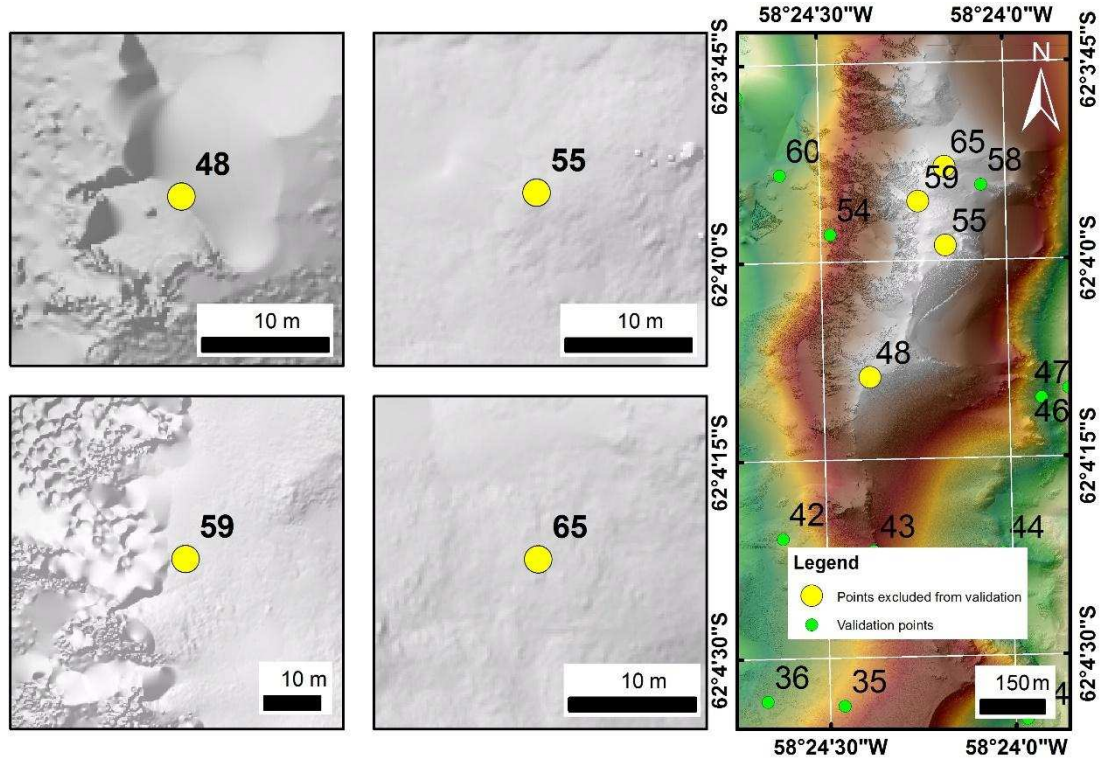 58°24'30"W
58°24'0"W
48
10 m
55
10 m
59
10 m
65
10 m
62°3'45"S
62°4'0"S
62°4'15"S
62°4'30"S
N
65
60
58
59
54
55
48
47
46
42
43
44
Legend
Points excluded from validation
Validation points
36
35
150 m
4
62°3'45"S
62°4'0"S
62°4'15"S
62°4'30"S
58°24'30"W
58°24'0"W